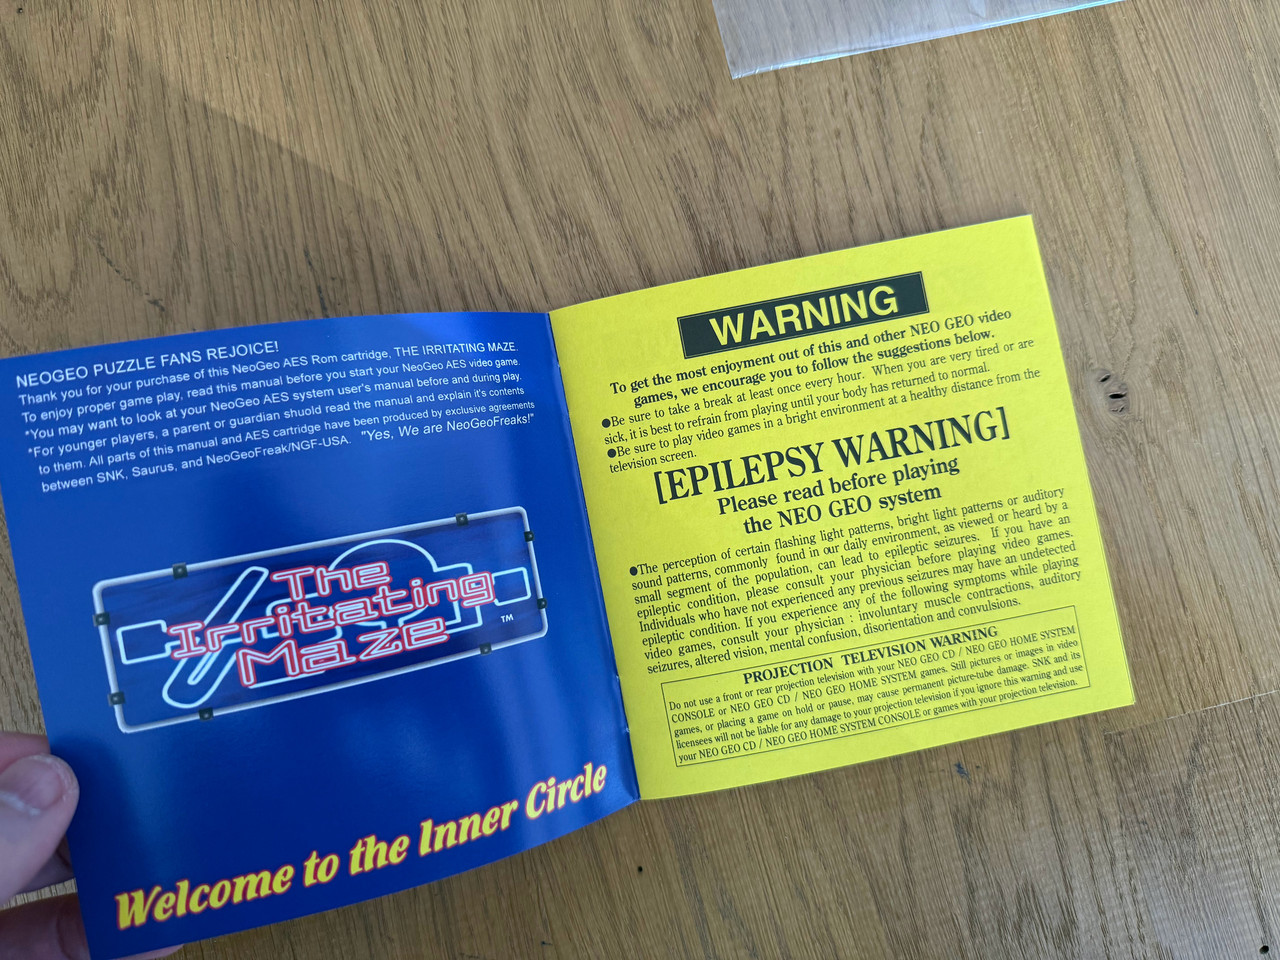 NEOGEO PUZZLE FANS REJOICE!
Thank you for your purchase of this NeoGeo AES Rom cartridge, THE IRRITATING MAZE.
To enjoy proper game play, read this manual before you start your NeoGeo AES video game.
*You may want to look at your NeoGeo AES system user's manual before and during play.
*For younger players, a parent or guardian should read the manual and explain it's contents
to them. All parts of this manual and AES cartridge have been produced by exclusive agreements
between SNK, Saurus, and NeoGeoFreak/NGF-USA. "Yes, We are NeoGeoFreaks!"
The
Irritating
Maze
TM
Welcome to the Inner Circle
WARNING
To get the most enjoyment out of this and other NEO GEO video
games, we encourage you to follow the suggestions below.
●Be sure to take a break at least once every hour. When you are very tired or are
sick, it is best to refrain from playing until your body has returned to normal.
●Be sure to play video games in a bright environment at a healthy distance from the
television screen.
[EPILEPSY WARNING]
Please read before playing
the NEO GEO system
●The perception of certain flashing light patterns, bright light patterns or auditory
sound patterns, commonly found in our daily environment, as viewed or heard by a
small segment of the population, can lead to epileptic seizures. If you have an
epileptic condition, please consult your physician before playing video games.
Individuals who have not experienced any previous seizures may have an undetected
epileptic condition. If you experience any of the following symptoms while playing
video games, consult your physician : involuntary muscle contractions, auditory
seizures, altered vision, mental confusion, disorientation and convulsions.
PROJECTION TELEVISION WARNING
Do not use a front or rear projection television with your NEO GEO CD / NEO GEO HOME SYSTEM
CONSOLE or NEO GEO CD / NEO GEO HOME SYSTEM games. Still pictures or images in video
games, or placing a game on hold or pause, may cause permanent picture-tube damage. SNK and its
licensees will not be liable for any damage to your projection television if you ignore this warning and use
your NEO GEO CD / NEO GEO HOME SYSTEM CONSOLE or games with your projection television.